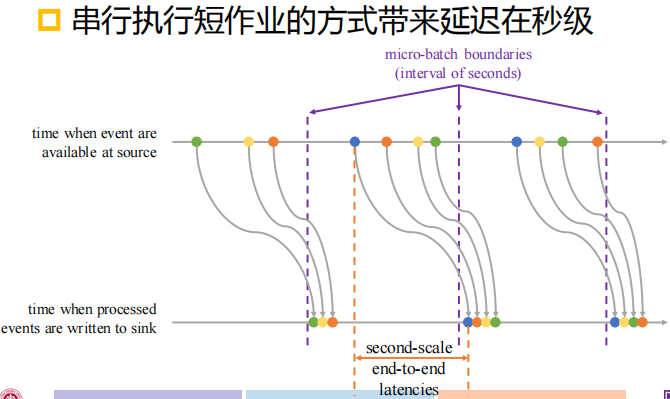 串行执行短作业的方式带来延迟在秒级
micro-batch boundaries
(interval of seconds)
time when event are
available at source
time when processed
events are written to sink
second-scale
end-to-end
latencies